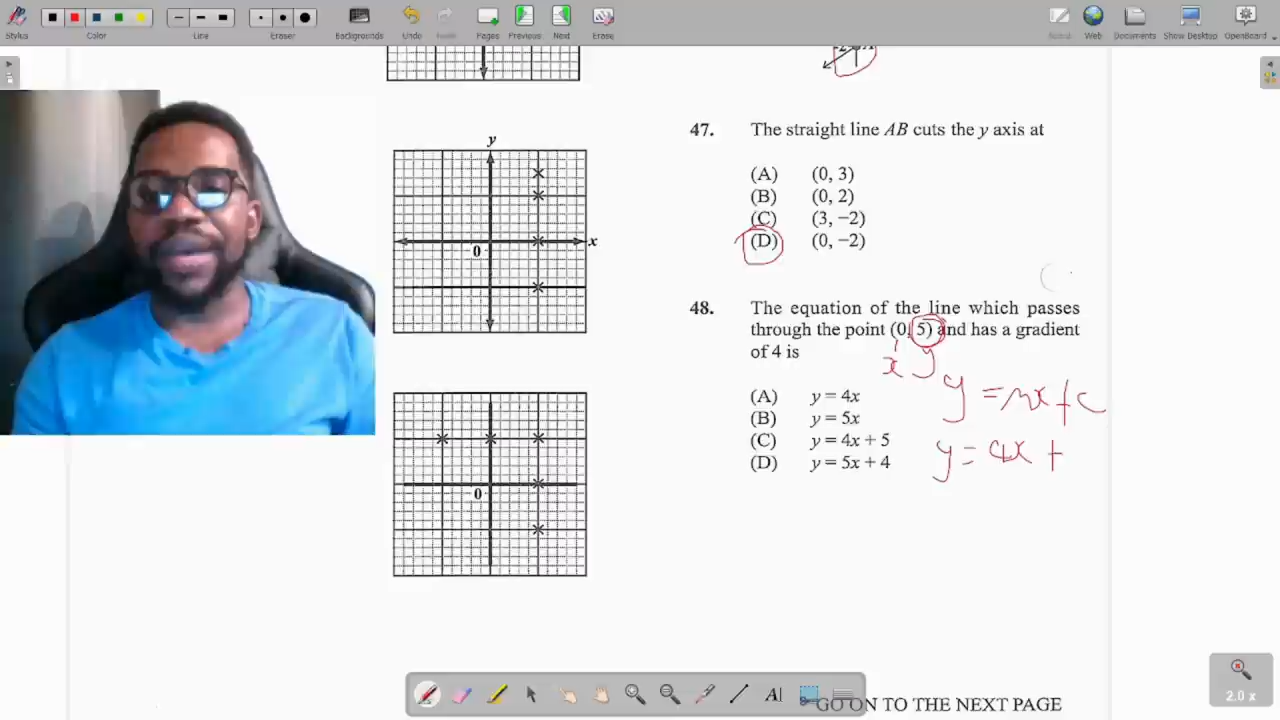 Stylus
Color
Line
Eraser
Backgrounds
Undo
Redo
Pages
Previous
Next
Erase
Board
Web
Documents
Show Desktop
OpenBoard
y
x
0
0
47. The straight line AB cuts the y axis at
(A) (0, 3)
(B) (0, 2)
(C) (3, −2)
(D) (0, −2)
48. The equation of the line which passes
through the point (0, 5) and has a gradient
of 4 is
x y
(A) y = 4x
(B) y = 5x
(C) y = 4x + 5
(D) y = 5x + 4
y = mx + c
y = 4x +
GO ON TO THE NEXT PAGE
2.0 x